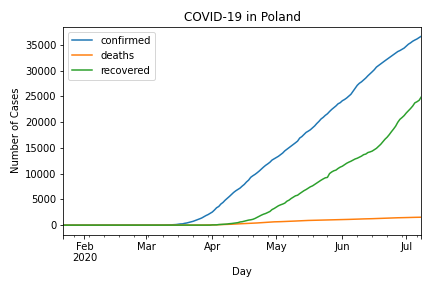 COVID-19 in Poland
confirmed
deaths
recovered
Number of Cases
35000
30000
25000
20000
15000
10000
5000
0
Feb
2020
Mar
Apr
May
Jun
Jul
Day